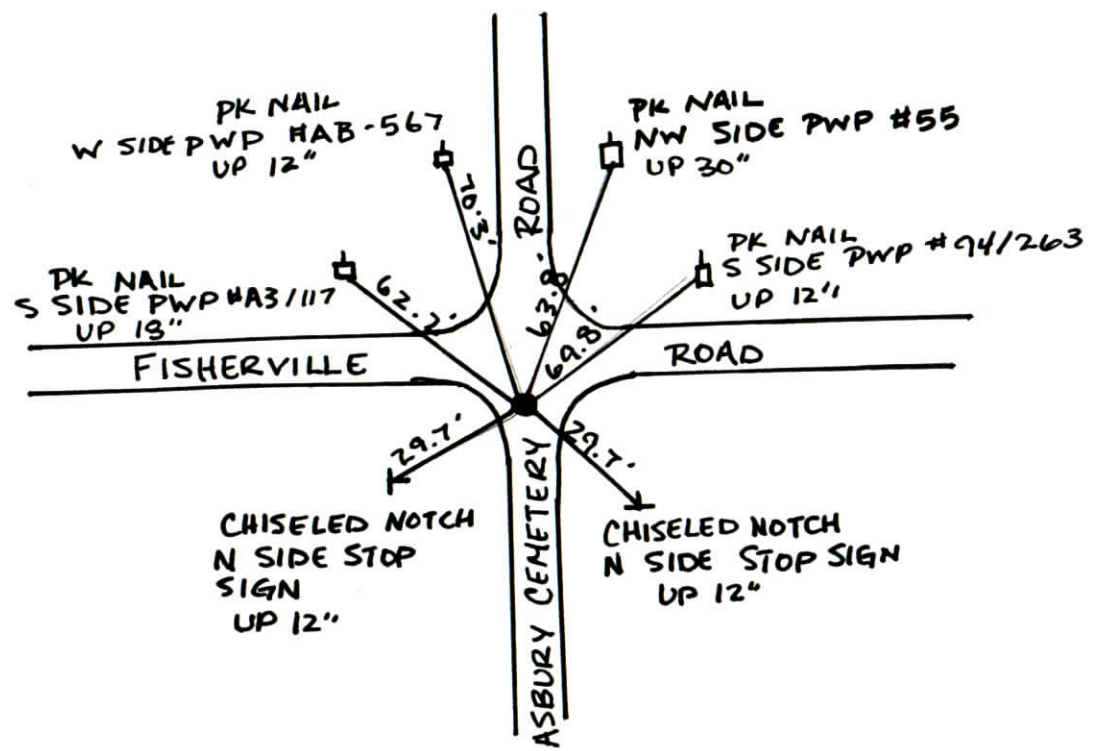 PK NAIL
W SIDE PWP #AB-567
UP 12"
PK NAIL
NW SIDE PWP #55
UP 30"
70.3'
ROAD
63.8'
PK NAIL
S SIDE PWP #A3/117
UP 18"
62.2'
69.8'
PK NAIL
S SIDE PWP #94/263
UP 12"
FISHERVILLE
ROAD
29.7'
29.7'
CHISELED NOTCH
N SIDE STOP
SIGN
UP 12"
ASBURY CEMETERY
CHISELED NOTCH
N SIDE STOP SIGN
UP 12"